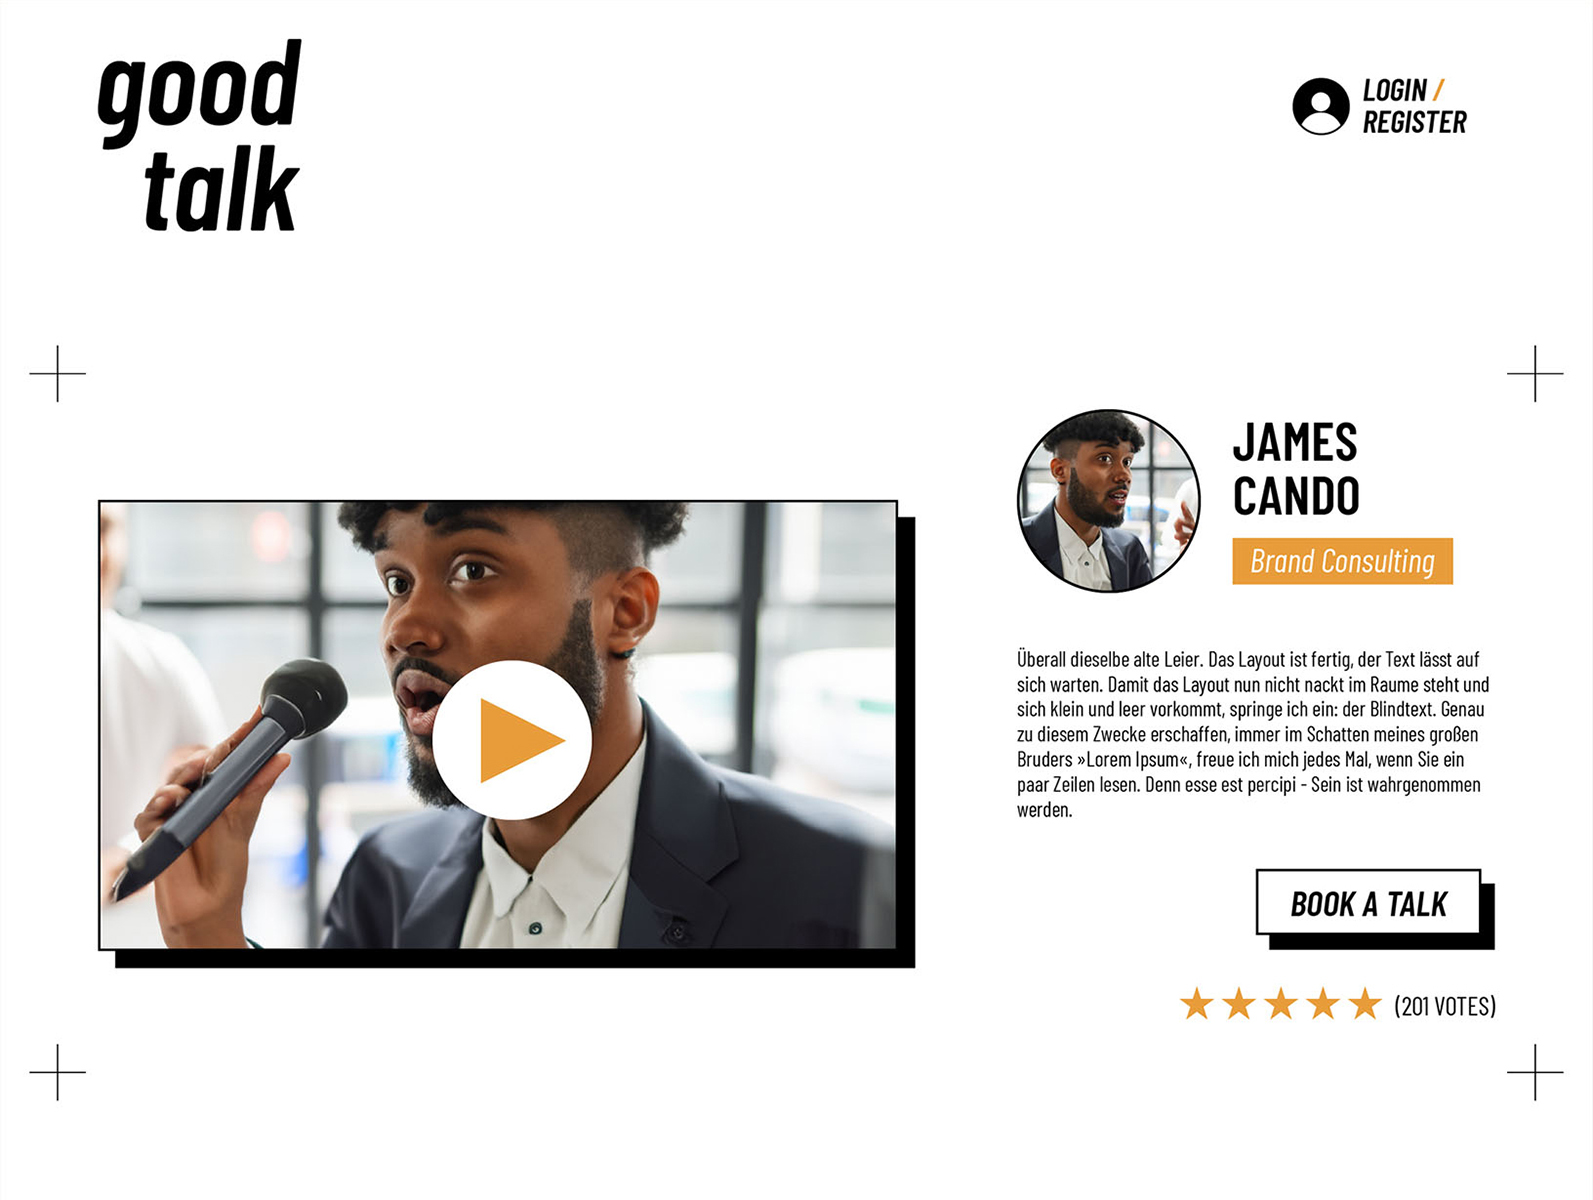 good
talk
LOGIN /
REGISTER
JAMES
CANDO
Brand Consulting
Überall dieselbe alte Leier. Das Layout ist fertig, der Text lässt auf
sich warten. Damit das Layout nun nicht nackt im Raume steht und
sich klein und leer vorkommt, springe ich ein: der Blindtext. Genau
zu diesem Zwecke erschaffen, immer im Schatten meines großen
Bruders »Lorem Ipsum«, freue ich mich jedes Mal, wenn Sie ein
paar Zeilen lesen. Denn esse est percipi - Sein ist wahrgenommen
werden.
BOOK A TALK
(201 VOTES)